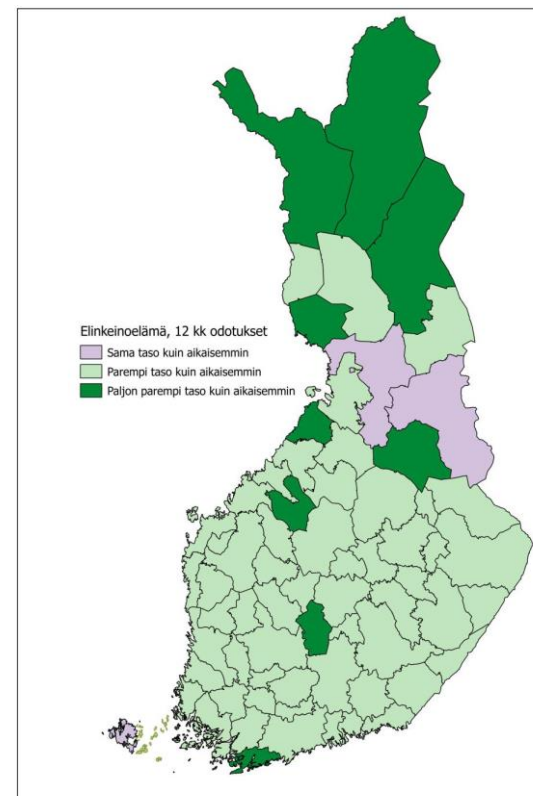 Elinkeinoelämä, 12 kk odotukset
Sama taso kuin aikaisemmin
Parempi taso kuin aikaisemmin
Paljon parempi taso kuin aikaisemmin